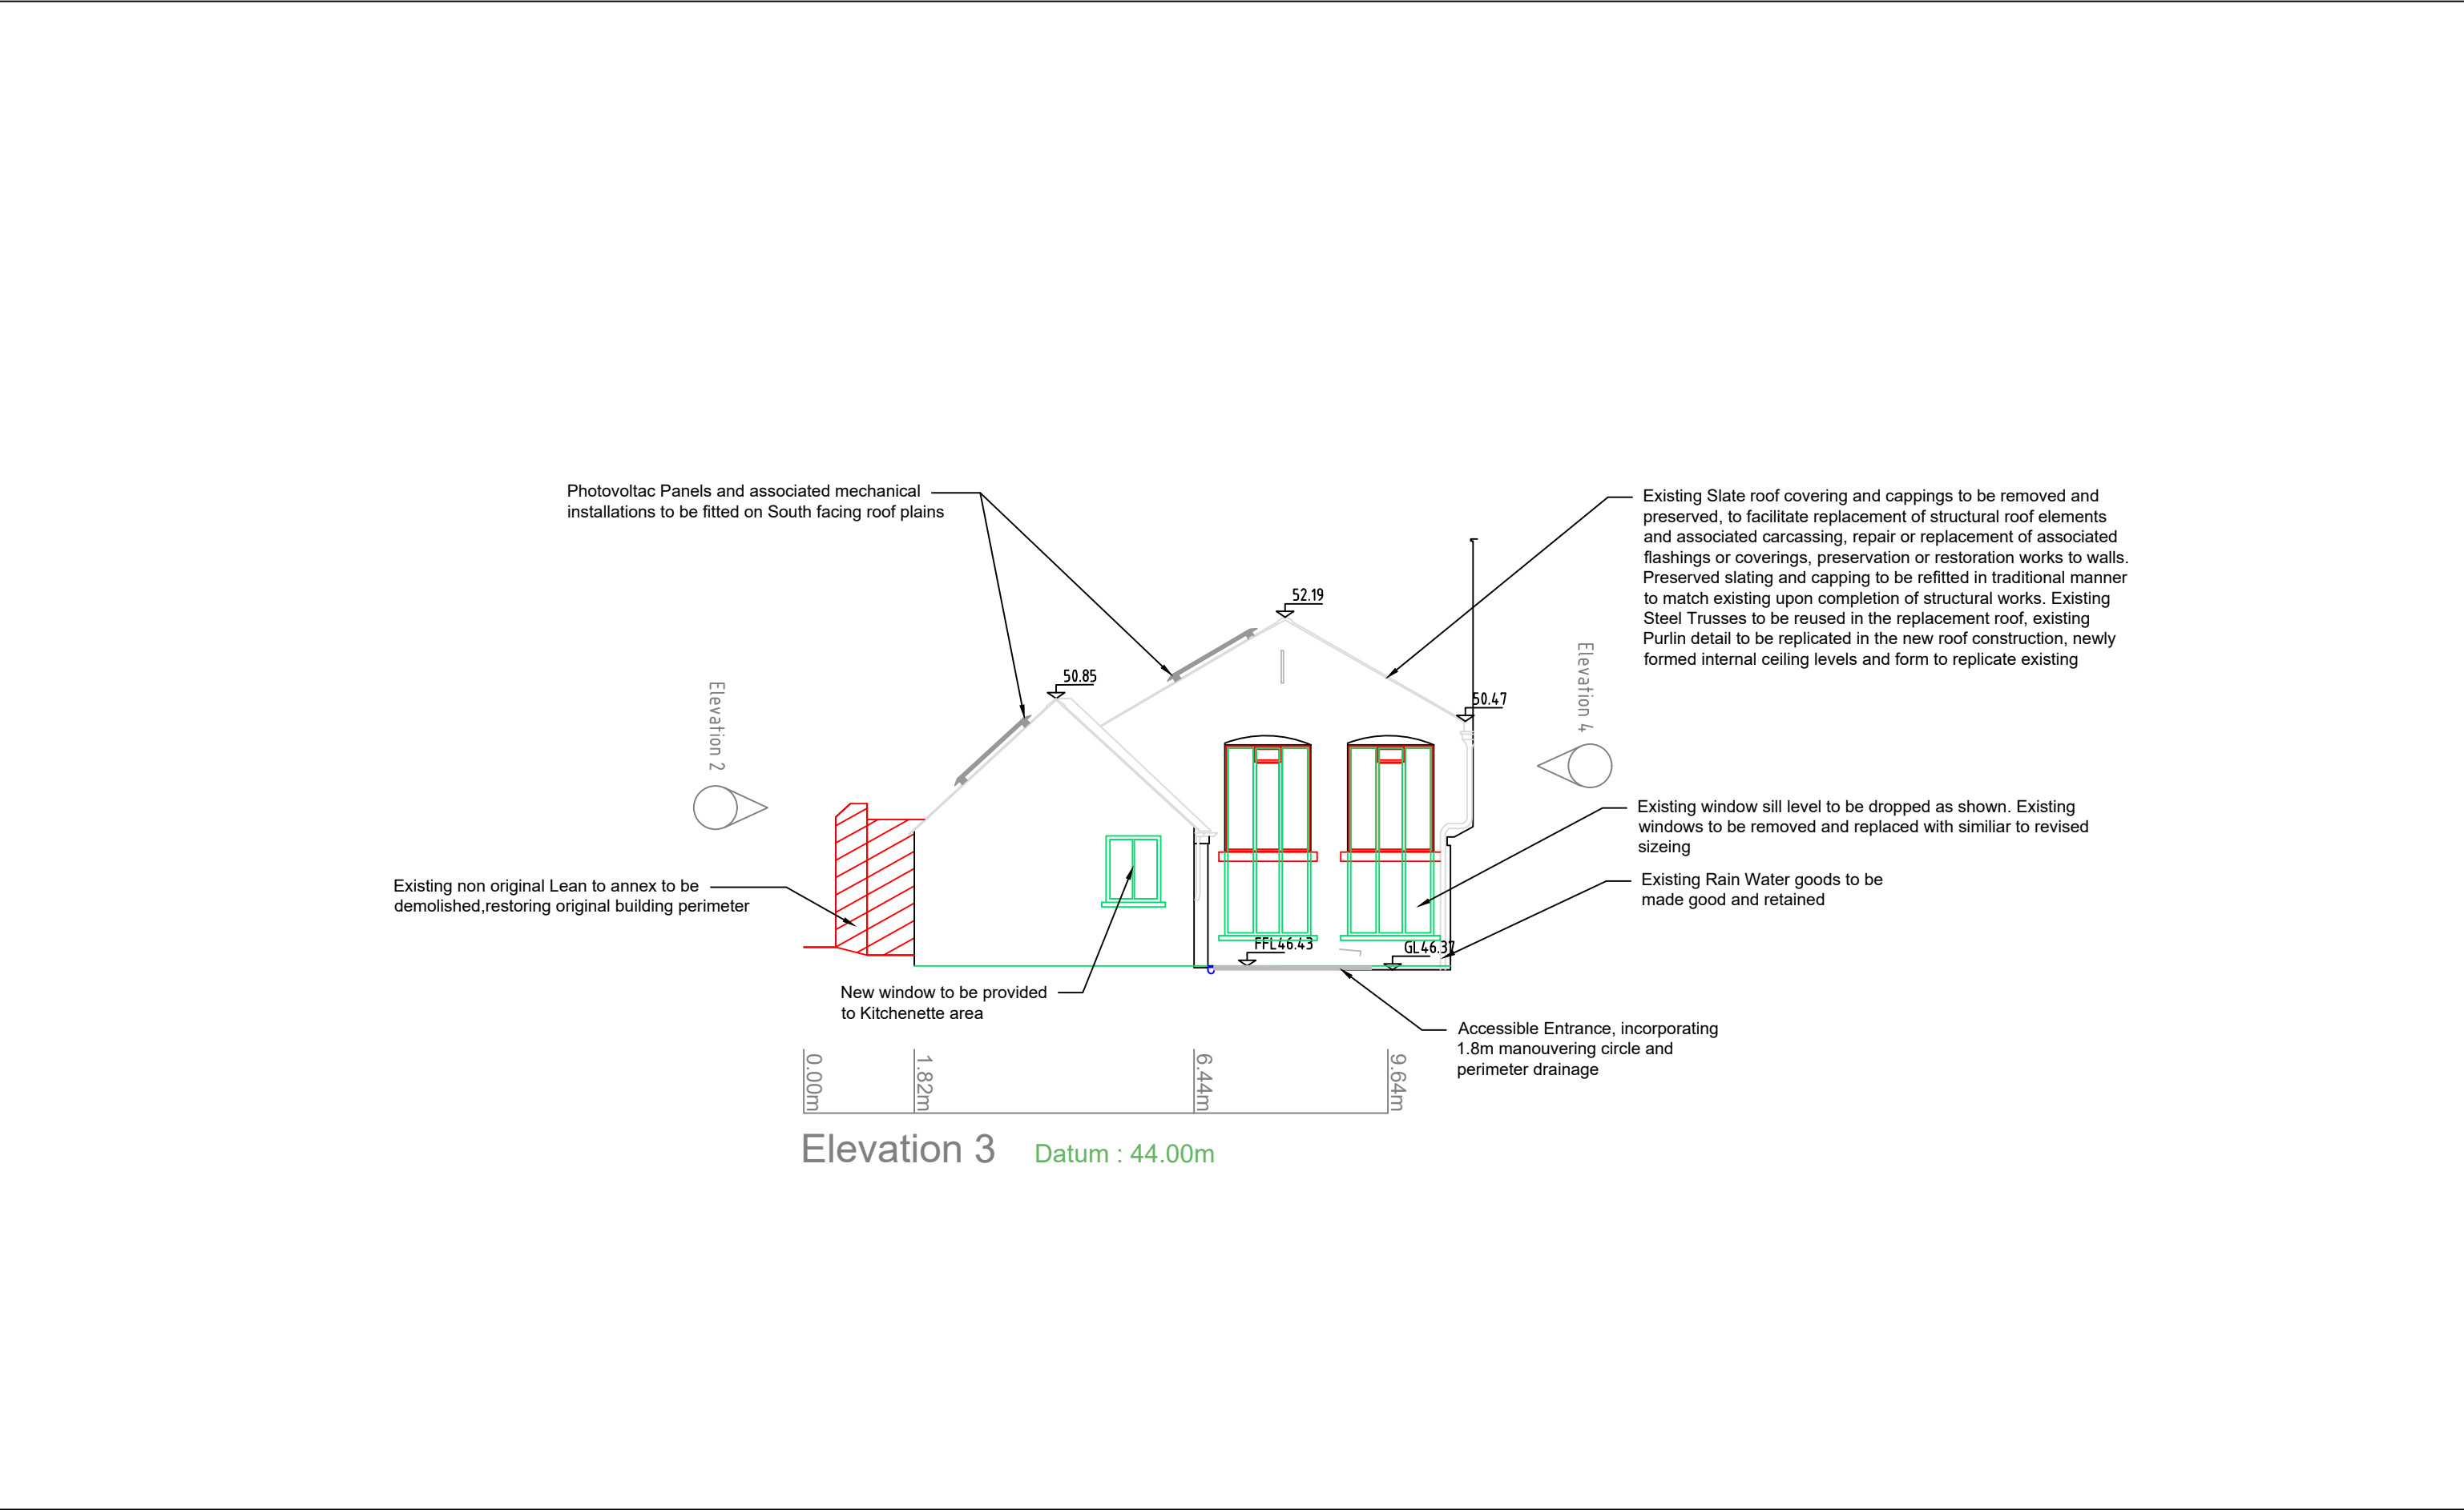 Photovoltac Panels and associated mechanical
installations to be fitted on South facing roof plains
Existing Slate roof covering and cappings to be removed and
preserved, to facilitate replacement of structural roof elements
and associated carcassing, repair or replacement of associated
flashings or coverings, preservation or restoration works to walls.
Preserved slating and capping to be refitted in traditional manner
to match existing upon completion of structural works. Existing
Steel Trusses to be reused in the replacement roof, existing
Purlin detail to be replicated in the new roof construction, newly
formed internal ceiling levels and form to replicate existing
52.19
50.85
50.47
Elevation 2
Elevation 4
Existing window sill level to be dropped as shown. Existing
windows to be removed and replaced with similiar to revised
sizeing
Existing Rain Water goods to be
made good and retained
Existing non original Lean to annex to be
demolished,restoring original building perimeter
FFL46.43
GL46.37
New window to be provided
to Kitchenette area
Accessible Entrance, incorporating
1.8m manouvering circle and
perimeter drainage
0.00m
1.82m
6.44m
9.64m
Elevation 3
Datum : 44.00m